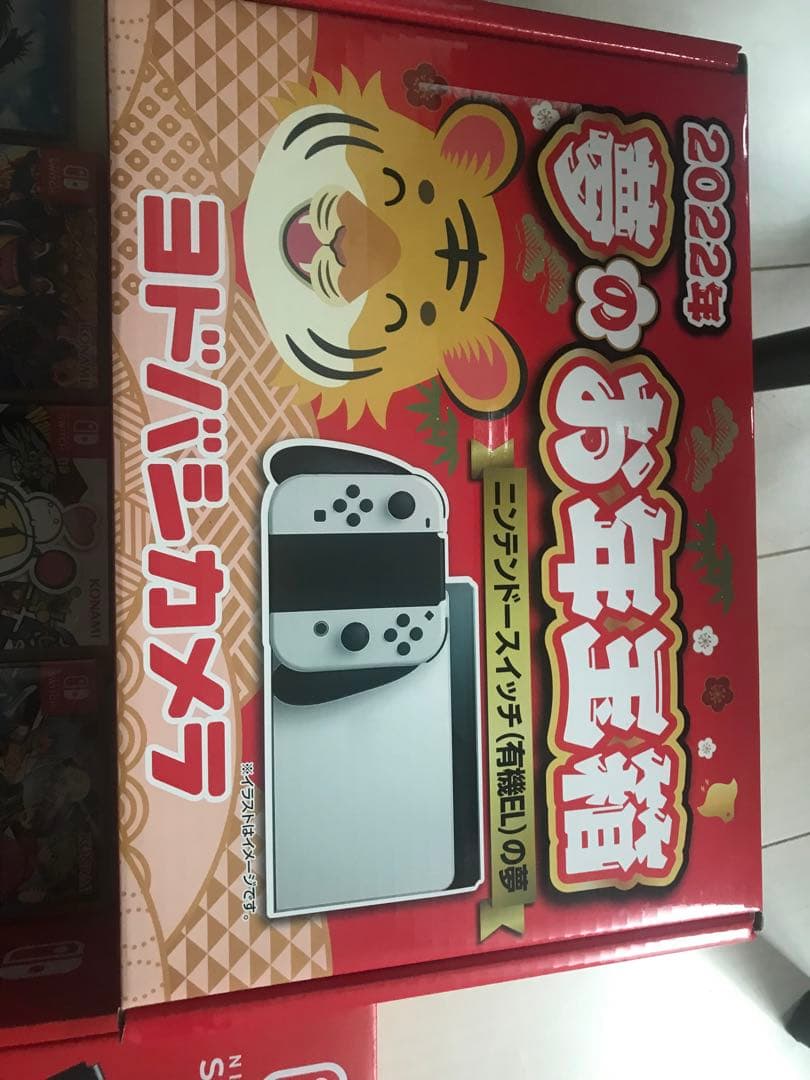 2022年
夢のお年玉箱
ニンテンドースイッチ(有機EL)の夢
※イラストはイメージです。
ヨドバシカメラ
KONAMI
KONAMI